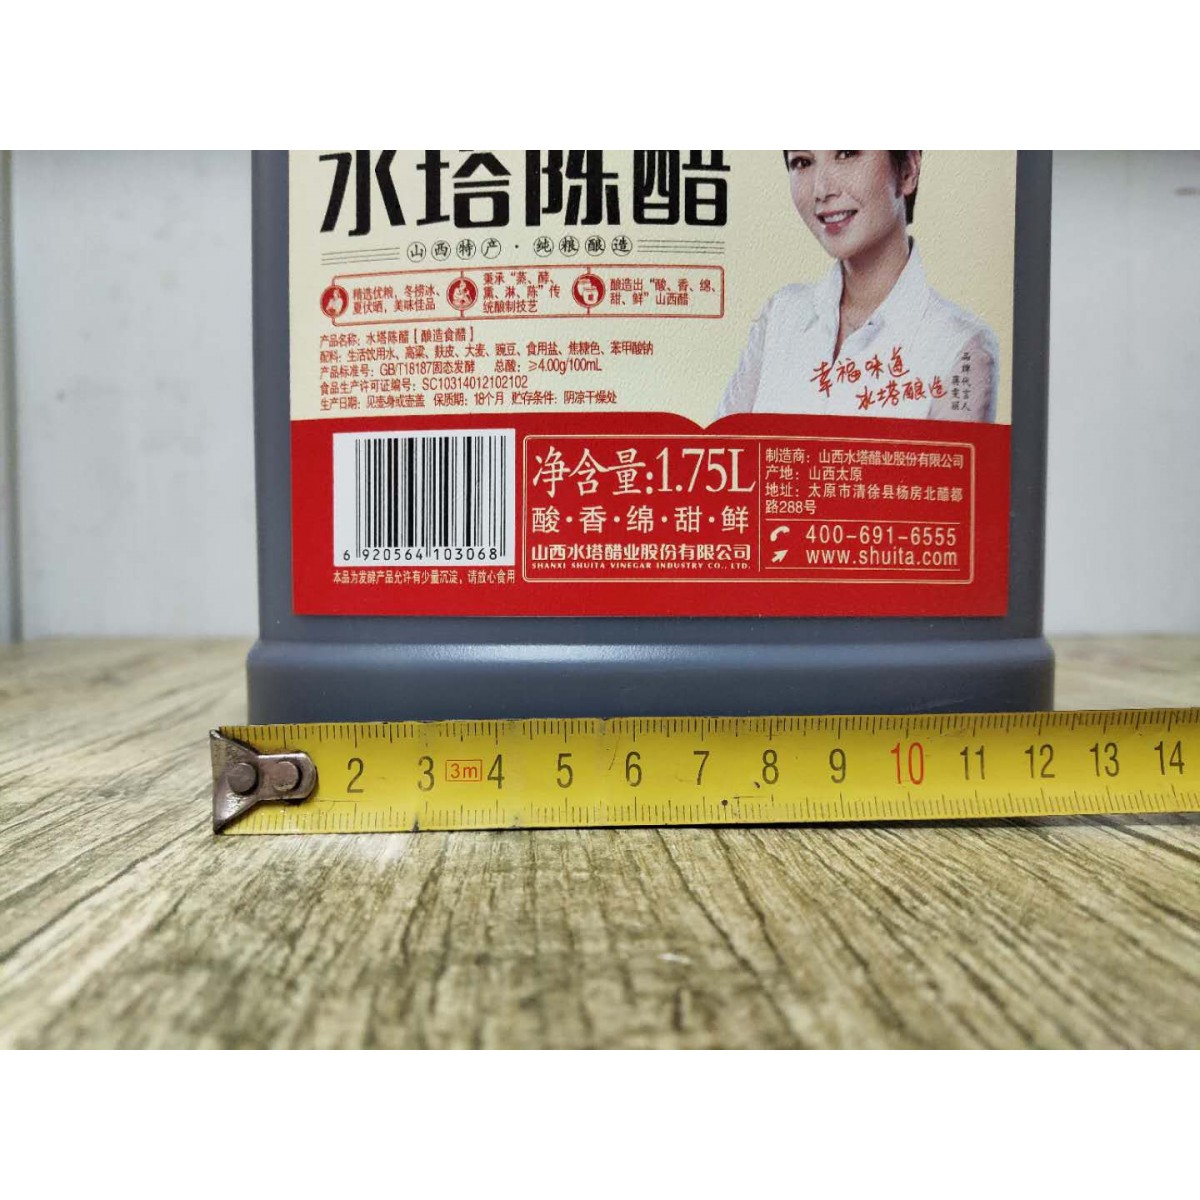 水塔陈醋
山西特产·纯粮酿造
精选优粮、冬捞冰、
夏伏晒，美味佳品
秉承“蒸、酵、
熏、淋、陈”传
统酿制技艺
酿造出“酸、香、绵、
甜、鲜”山西醋
产品名称：水塔陈醋【酿造食醋】
配料：生活饮用水、高粱、麸皮、大麦、豌豆、食用盐、焦糖色、苯甲酸钠
产品标准号：GB/T18187固态发酵 总酸：≥4.00g/100mL
食品生产许可证编号：SC10314012102102
生产日期：见壶身或壶盖 保质期：18个月 贮存条件：阴凉干燥处
幸福味道
水塔酿造
品牌代言人
蒋雯丽
6 920564 103068
本品为发酵产品允许有少量沉淀，请放心食用
净含量:1.75L
酸·香·绵·甜·鲜
山西水塔醋业股份有限公司
SHANXI SHUITA VINEGAR INDUSTRY CO., LTD.
制造商：山西水塔醋业股份有限公司
产地：山西太原
地址：太原市清徐县杨房北醋都
路288号
400-691-6555
www.shuita.com
2 3 3m 4 5 6 7 8 9 10 11 12 13 14